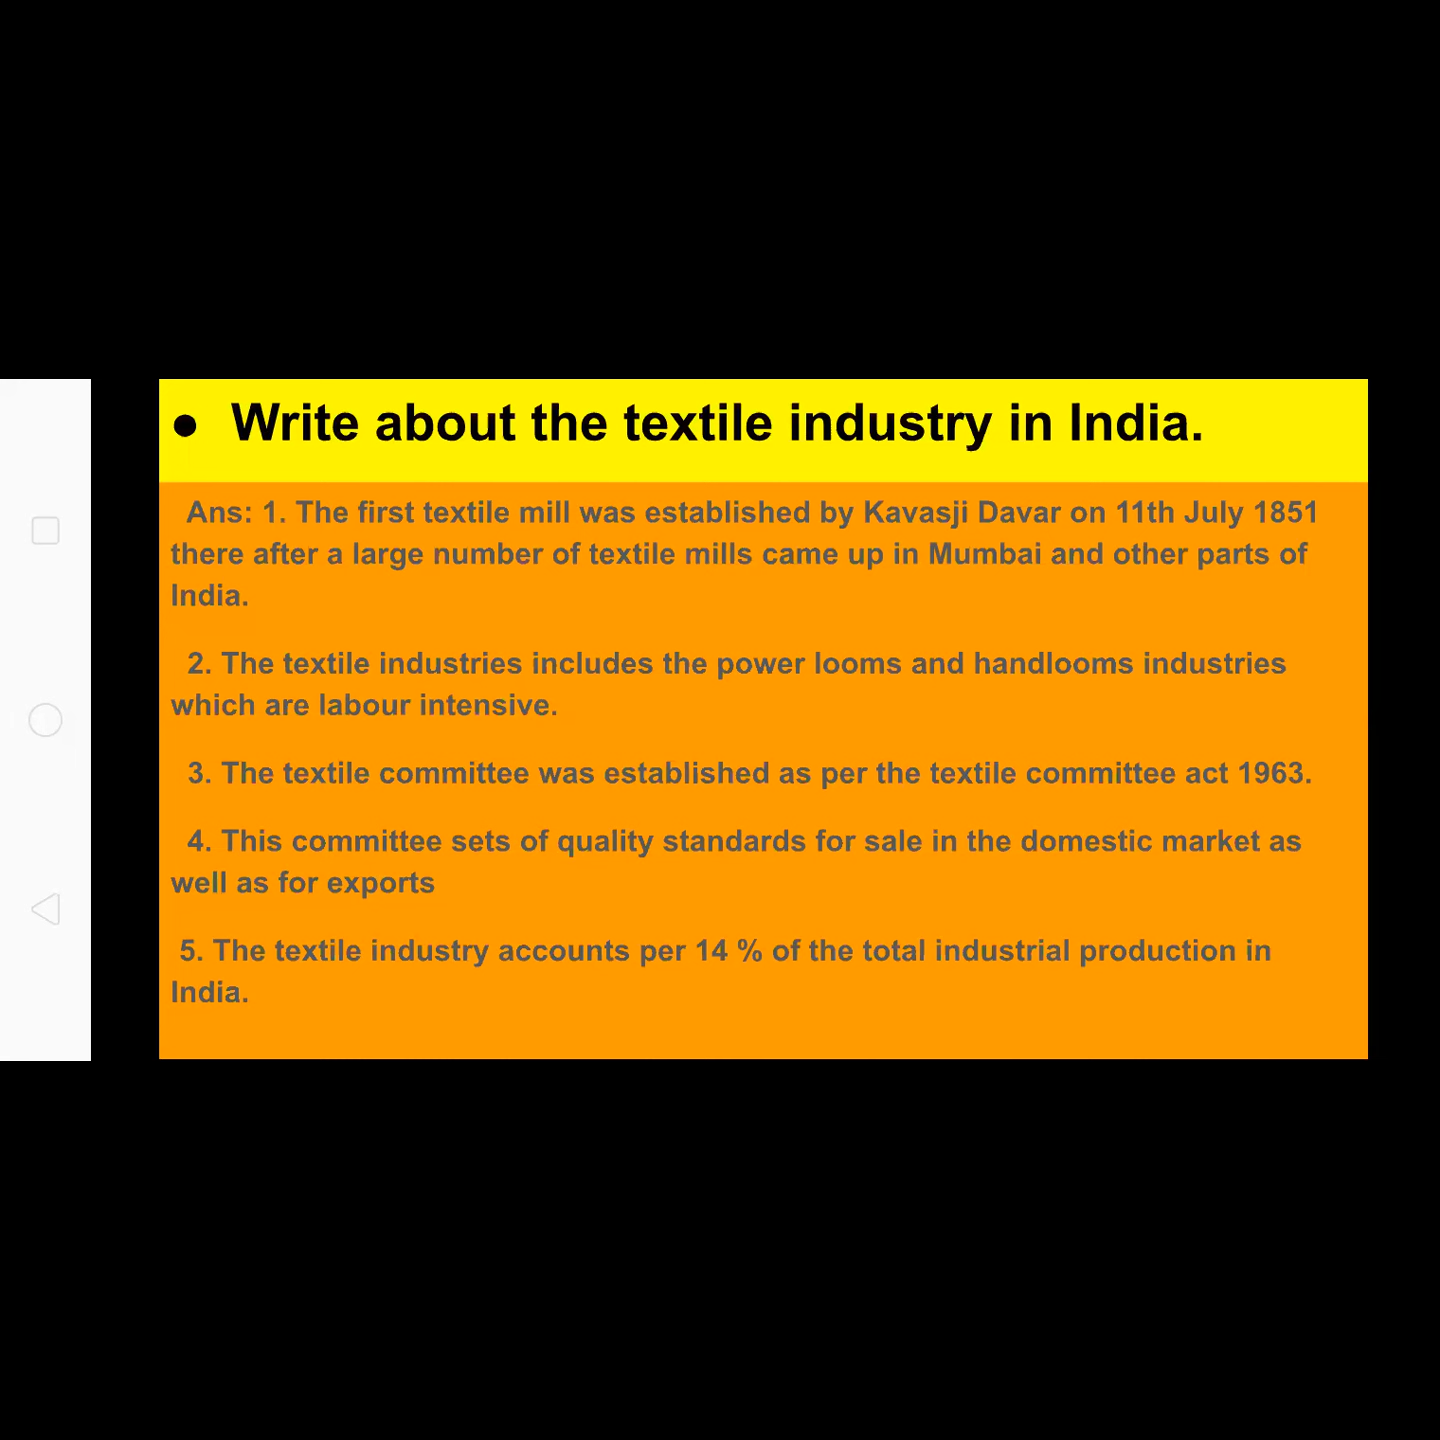 ● Write about the textile industry in India.
Ans: 1. The first textile mill was established by Kavasji Davar on 11th July 1851
there after a large number of textile mills came up in Mumbai and other parts of
India.
2. The textile industries includes the power looms and handlooms industries
which are labour intensive.
3. The textile committee was established as per the textile committee act 1963.
4. This committee sets of quality standards for sale in the domestic market as
well as for exports
5. The textile industry accounts per 14 % of the total industrial production in
India.